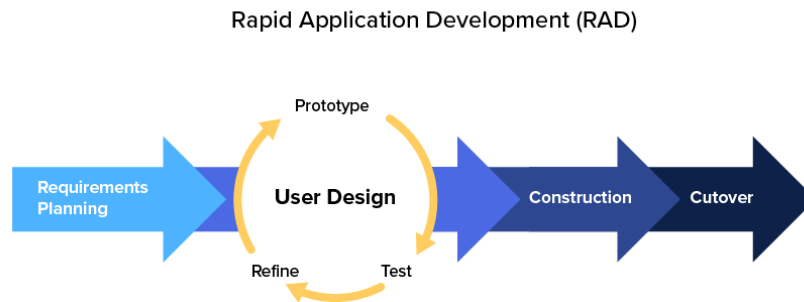 Rapid Application Development (RAD)
Prototype
Requirements
Planning
User Design
Construction
Cutover
Refine
Test